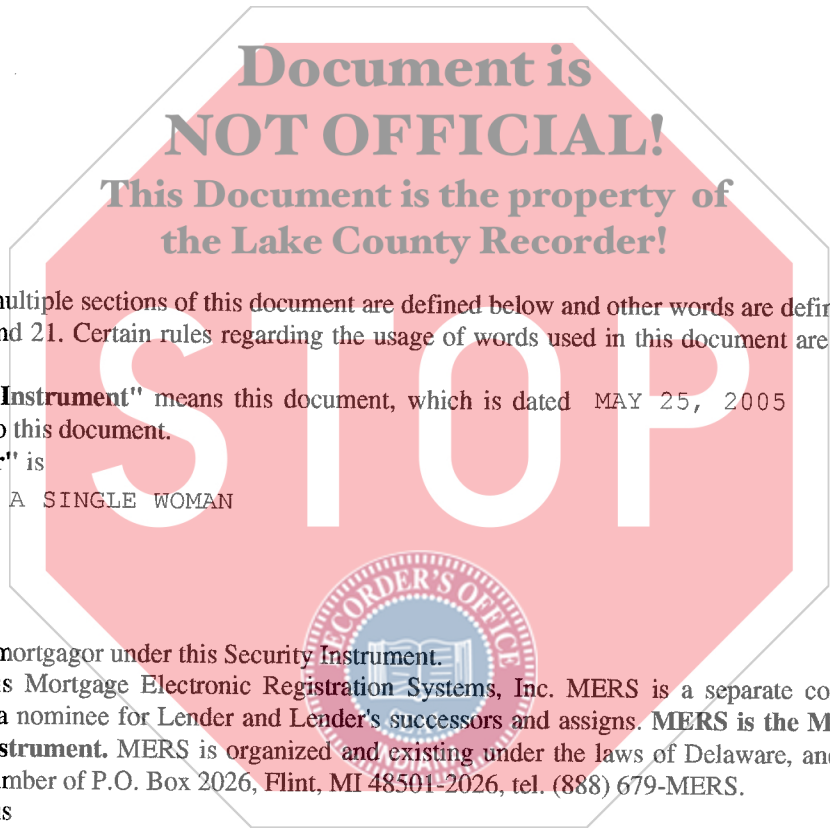 Document is
NOT OFFICIAL!
This Document is the property of
the Lake County Recorder!
multiple sections of this document are defined below and other words are defin
nd 21. Certain rules regarding the usage of words used in this document are
Instrument" means this document, which is dated MAY 25, 2005
o this document.
r" is
A SINGLE WOMAN
STOP
RECORDER'S OFFICE
mortgagor under this Security Instrument.
is Mortgage Electronic Registration Systems, Inc. MERS is a separate co
a nominee for Lender and Lender's successors and assigns. MERS is the M
strument. MERS is organized and existing under the laws of Delaware, and
mber of P.O. Box 2026, Flint, MI 48501-2026, tel. (888) 679-MERS.
is